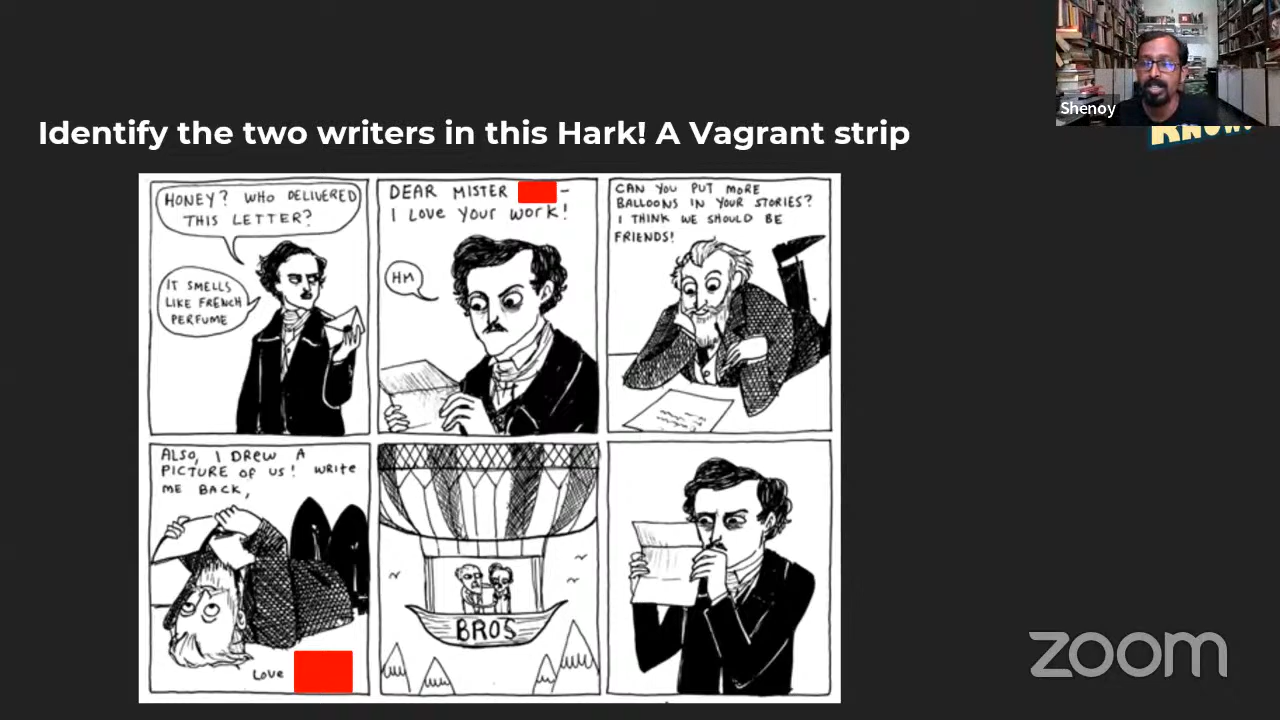 Shenoy
KNOW!
Identify the two writers in this Hark! A Vagrant strip
HONEY? WHO DELIVERED
THIS LETTER?
IT SMELLS
LIKE FRENCH
PERFUME
DEAR MISTER –
I LOVE YOUR WORK!
HM
CAN YOU PUT MORE
BALLOONS IN YOUR STORIES?
I THINK WE SHOULD BE
FRIENDS!
ALSO, I DREW A
PICTURE OF US! WRITE
ME BACK,
LOVE
BROS
zoom